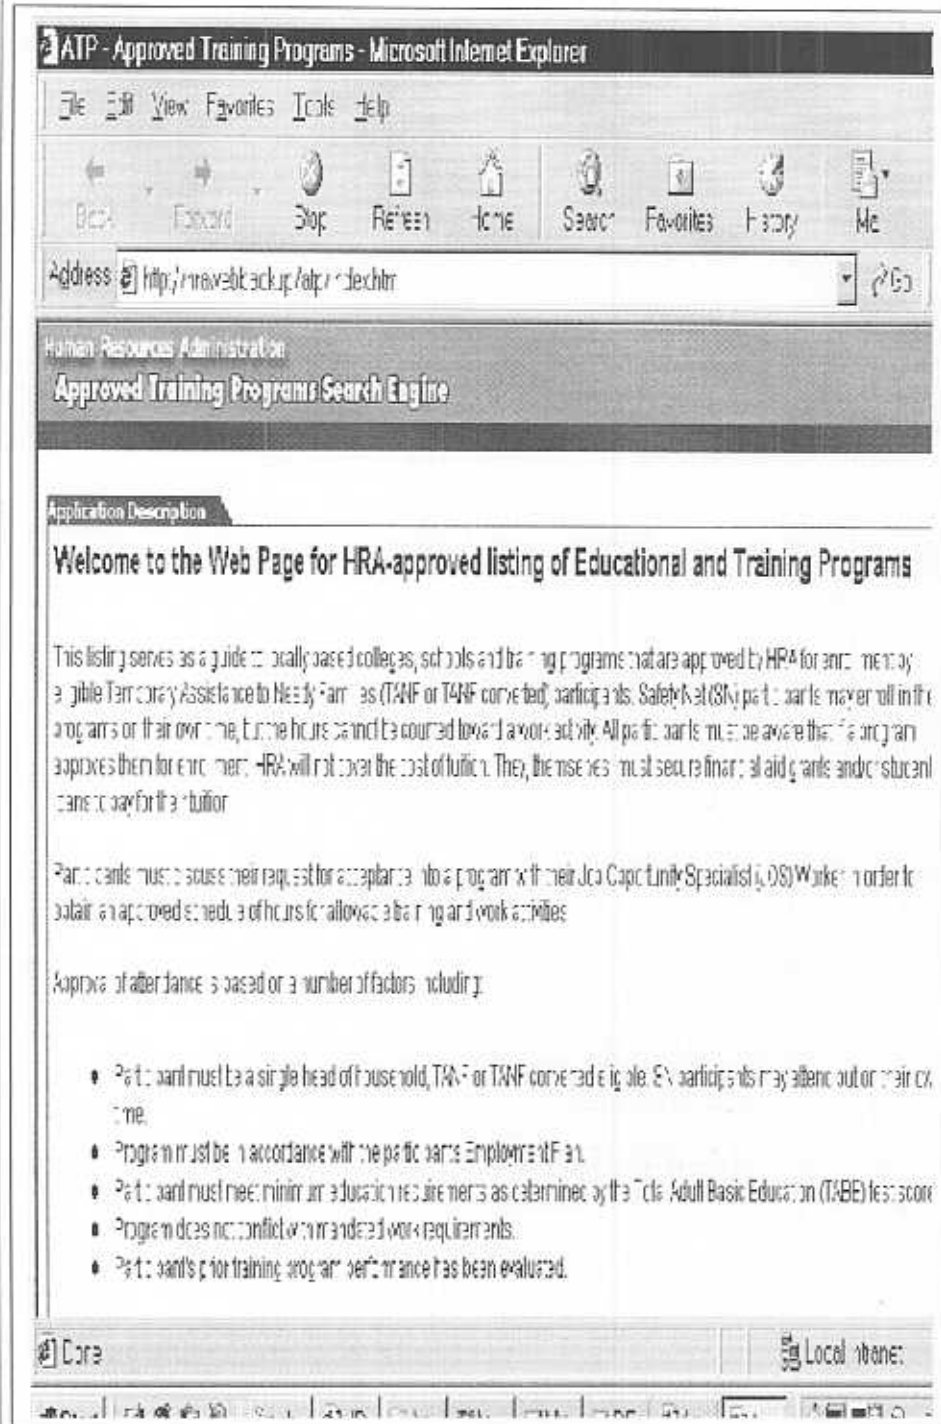 ATP - Approved Training Programs - Microsoft Internet Explorer
File Edit View Favorites Tools Help
Back Forward Stop Refresh Home Search Favorites History
Address Go
Human Resources Administration
Approved Training Programs Search Engine
Application Description
Welcome to the Web Page for HRA-approved listing of Educational and Training Programs
This listing serves as a guide to locally based colleges, schools and training programs that are approved by HRA for enrollment by
eligible Temporary Assistance to Needy Families (TANF or TANF converted) participants. Safety Net (SN) participants may enroll in the
programs on their own time, but the hours cannot be counted toward a work activity. All participants must be aware that if a program
approves them for enrollment HRA will not cover the cost of tuition. They, themselves must secure financial aid grants and/or student
loans to pay for the tuition
Participants must discuss their request for acceptance into a program with their Job Opportunity Specialist (JOS) Worker in order to
obtain an approved schedule of hours for allowable training and work activities
Approval of attendance is based on a number of factors including:
• Participant must be a single head of household, TANF or TANF converted eligible. SN participants may attend but on their
time.
• Program must be in accordance with the participants Employment Plan.
• Participant must meet minimum education requirements as determined by the Adult Basic Education (TABE) test score
• Program does not conflict with mandated work requirements.
• Participant's prior training program performance has been evaluated.
Local intranet